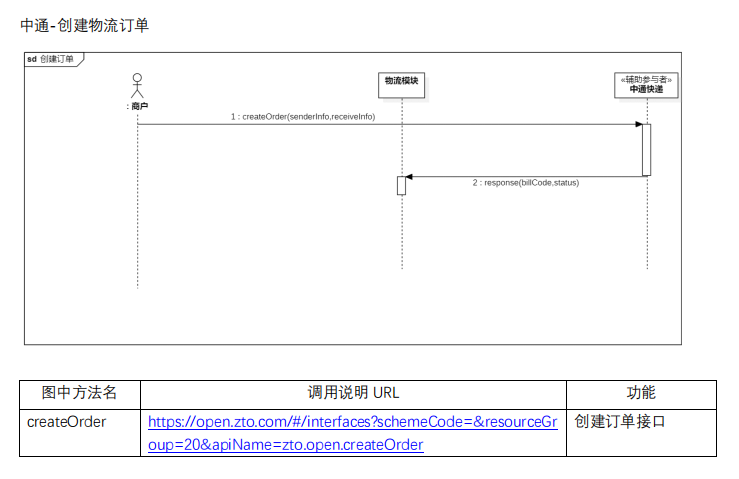 中通-创建物流订单
sd 创建订单
: 商户
物流模块
«辅助参与者»
中通快递
1 : createOrder(senderInfo,receiveInfo)
2 : response(billCode,status)
图中方法名 调用说明 URL 功能
createOrder https://open.zto.com/#/interfaces?schemeCode=&resourceGr 创建订单接口
oup=20&apiName=zto.open.createOrder